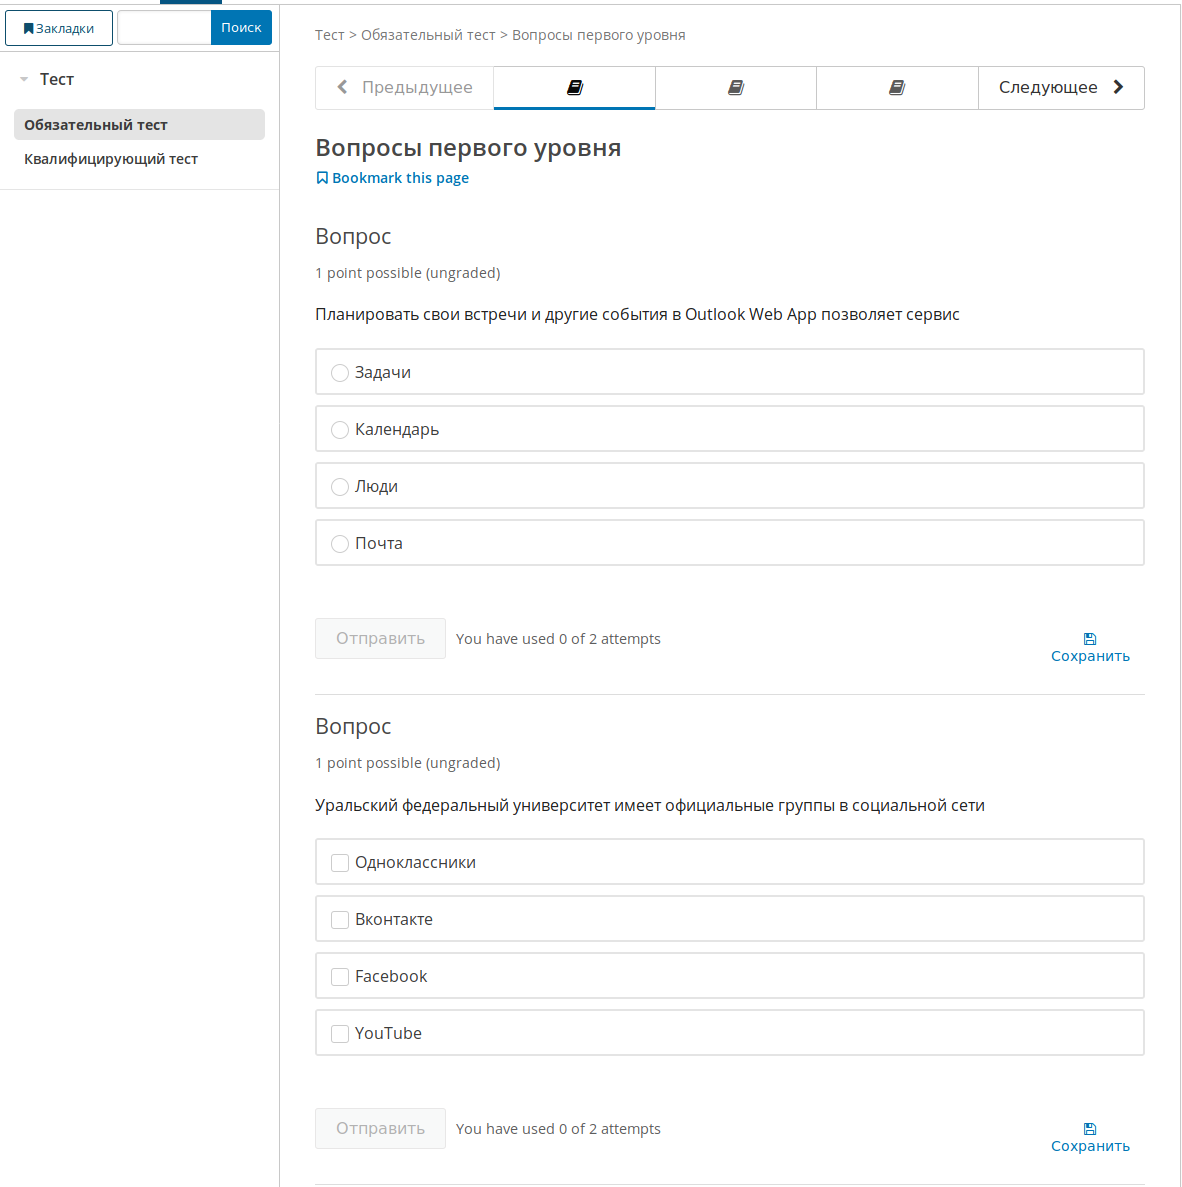 Закладки
Поиск
Тест
Обязательный тест
Квалифицирующий тест
Тест > Обязательный тест > Вопросы первого уровня
Предыдущее
Следующее
Вопросы первого уровня
Bookmark this page
Вопрос
1 point possible (ungraded)
Планировать свои встречи и другие события в Outlook Web App позволяет сервис
Задачи
Календарь
Люди
Почта
Отправить
You have used 0 of 2 attempts
Сохранить
Вопрос
1 point possible (ungraded)
Уральский федеральный университет имеет официальные группы в социальной сети
Одноклассники
Вконтакте
Facebook
YouTube
Отправить
You have used 0 of 2 attempts
Сохранить